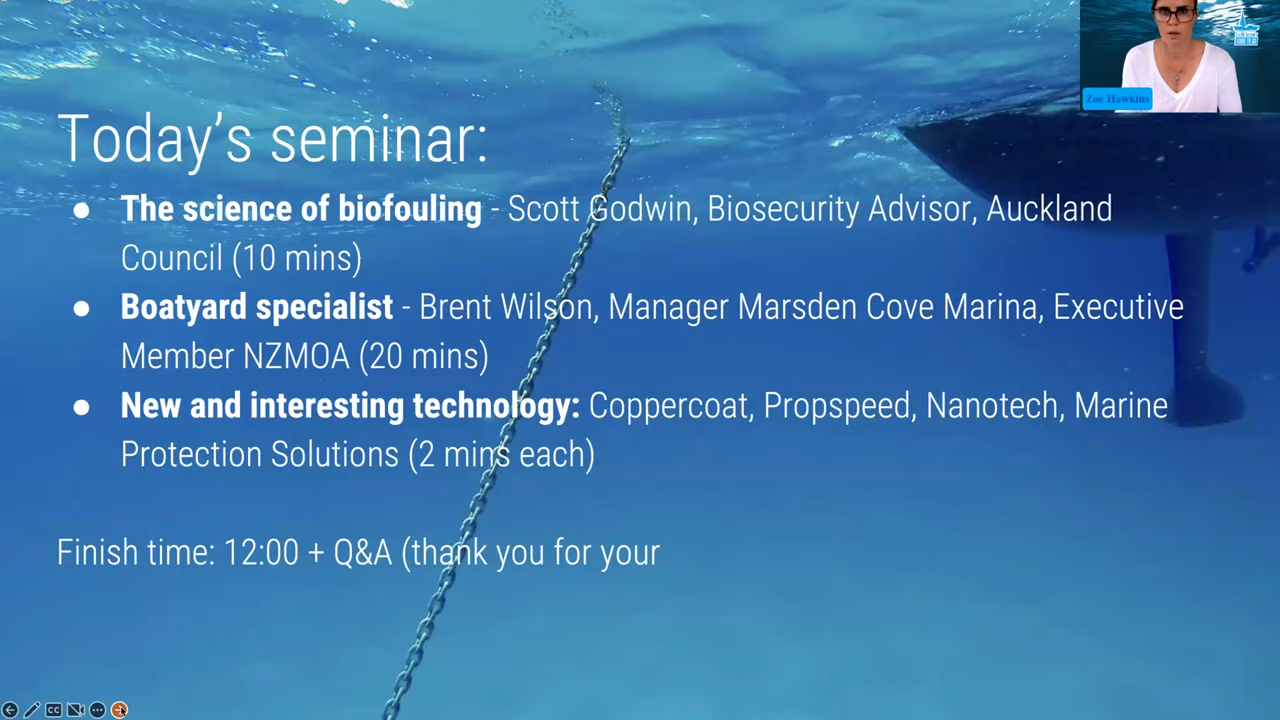 Zoe Hawkins
Today's seminar:
● The science of biofouling - Scott Godwin, Biosecurity Advisor, Auckland
Council (10 mins)
● Boatyard specialist - Brent Wilson, Manager Marsden Cove Marina, Executive
Member NZMOA (20 mins)
● New and interesting technology: Coppercoat, Propspeed, Nanotech, Marine
Protection Solutions (2 mins each)
Finish time: 12:00 + Q&A (thank you for your
CC